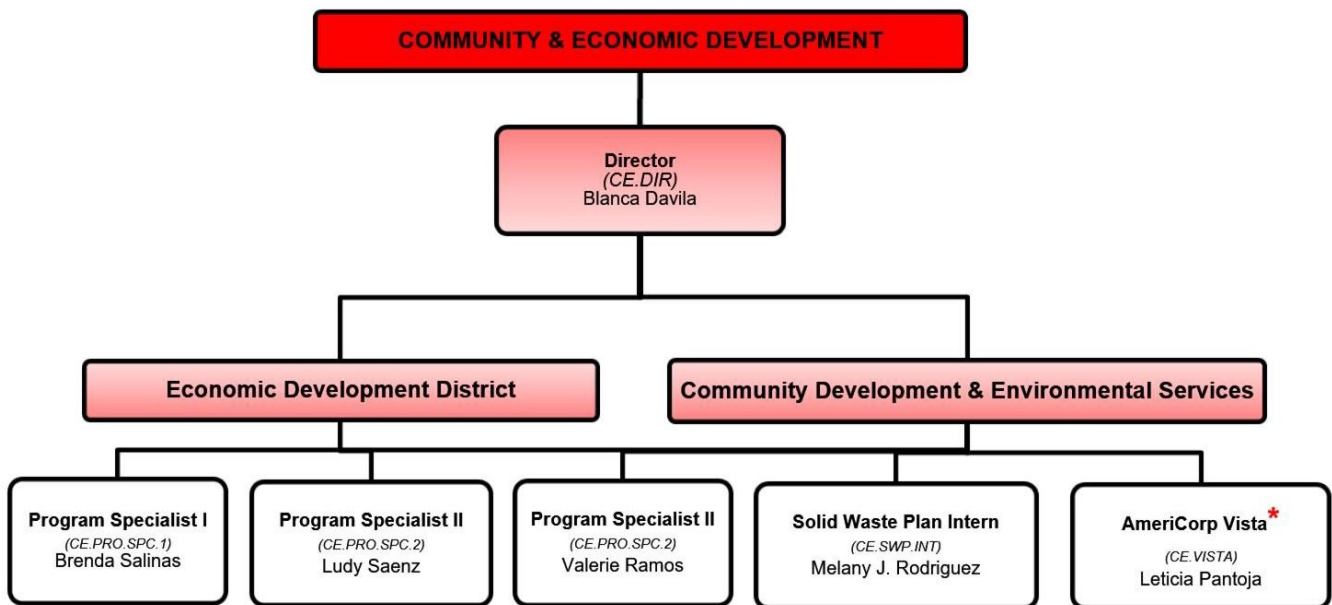 COMMUNITY & ECONOMIC DEVELOPMENT
Director
(CE.DIR)
Blanca Davila
Economic Development District
Community Development & Environmental Services
Program Specialist I
(CE.PRO.SPC.1)
Brenda Salinas
Program Specialist II
(CE.PRO.SPC.2)
Ludy Saenz
Program Specialist II
(CE.PRO.SPC.2)
Valerie Ramos
Solid Waste Plan Intern
(CE.SWP.INT)
Melany J. Rodriguez
AmeriCorp Vista*
(CE.VISTA)
Leticia Pantoja